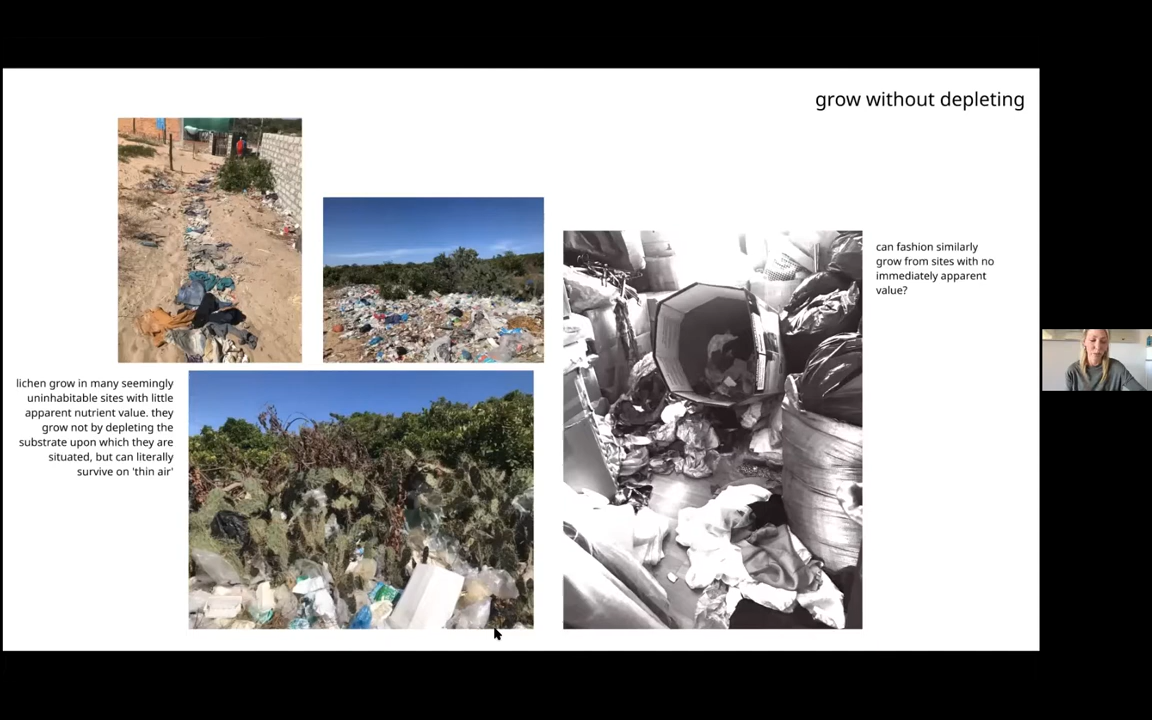 grow without depleting
can fashion similarly
grow from sites with no
immediately apparent
value?
lichen grow in many seemingly
uninhabitable sites with little
apparent nutrient value. they
grow not by depleting the
substrate upon which they are
situated, but can literally
survive on 'thin air'